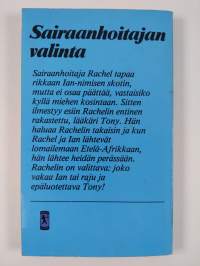 Sairaanhoitajan
valinta
Sairaanhoitaja Rachel tapaa
rikkaan Ian-nimisen skotin,
mutta ei osaa päättää, vastaisiko
kyllä miehen kosintaan. Sitten
ilmestyy esiin Rachelin entinen
rakastettu, lääkäri Tony. Hän
haluaa Rachelin takaisin ja kun
Rachel ja Ian lähtevät
lomailemaan Etelä-Afrikkaan,
hän lähtee heidän perässään.
Rachelin on valittava: joko
vakaa Ian tai raju ja
epäluotettava Tony!